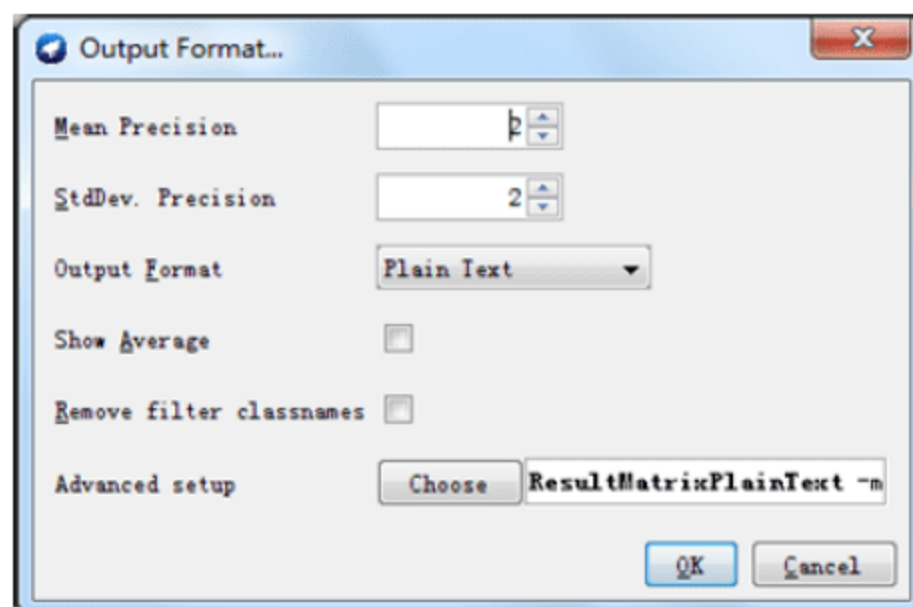 Output Format...
Mean Precision 2
StdDev. Precision 2
Output Format Plain Text
Show Average
Remove filter classnames
Advanced setup Choose ResultMatrixPlainText -m
OK Cancel